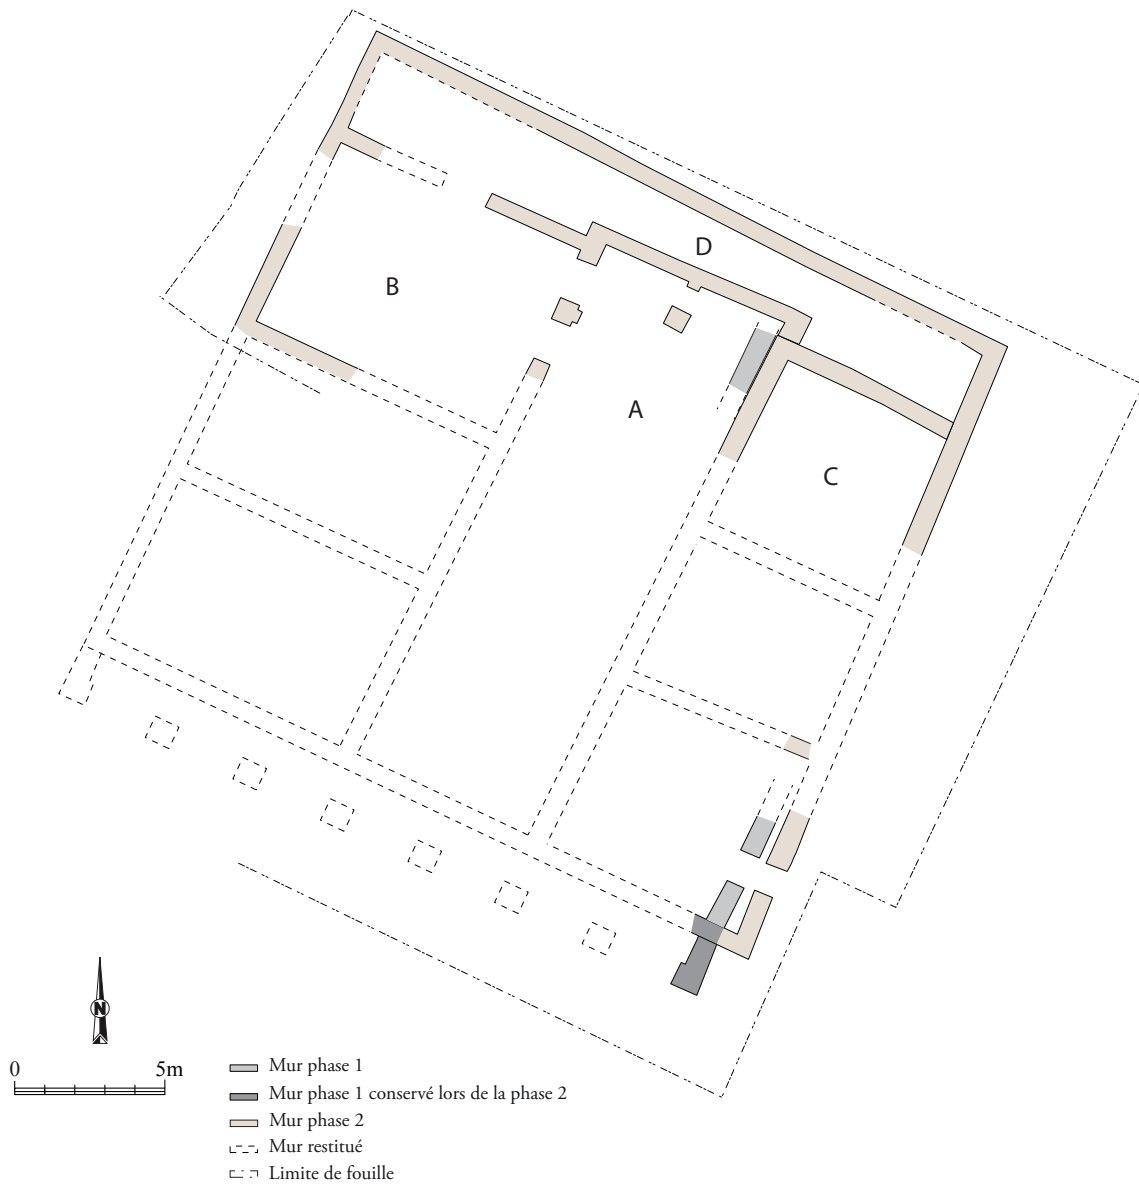 D
B
A
C
N
0 5m
Mur phase 1
Mur phase 1 conservé lors de la phase 2
Mur phase 2
Mur restitué
Limite de fouille